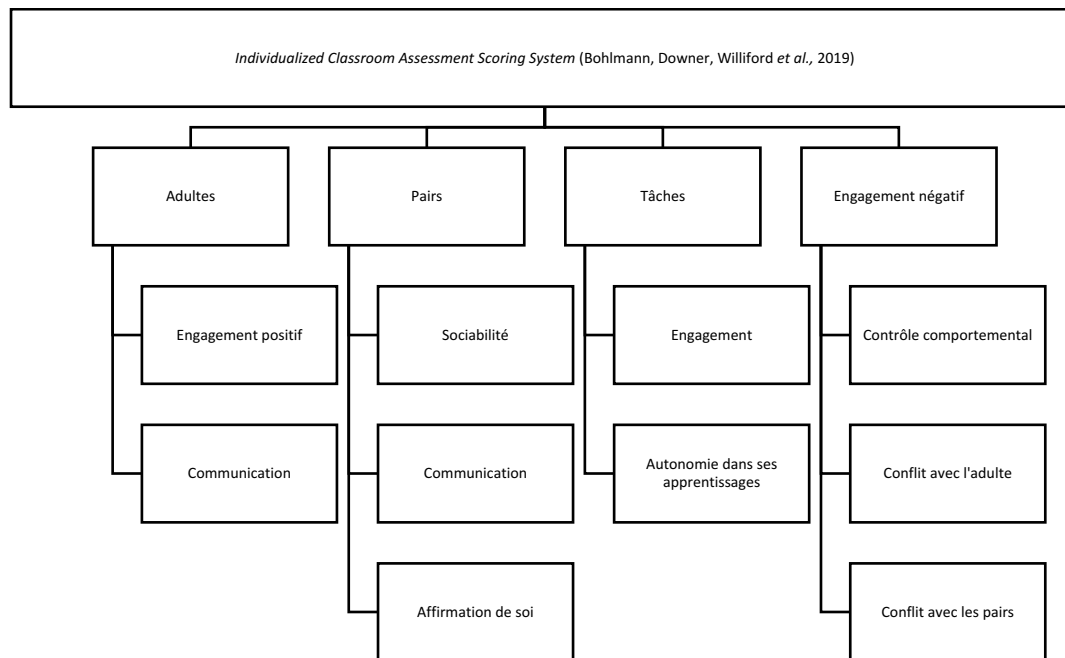 Individualized Classroom Assessment Scoring System (Bohlmann, Downer, Williford et al., 2019)
Adultes
Pairs
Tâches
Engagement négatif
Engagement positif
Sociabilité
Engagement
Contrôle comportemental
Communication
Communication
Autonomie dans ses
apprentissages
Conflit avec l'adulte
Affirmation de soi
Conflit avec les pairs